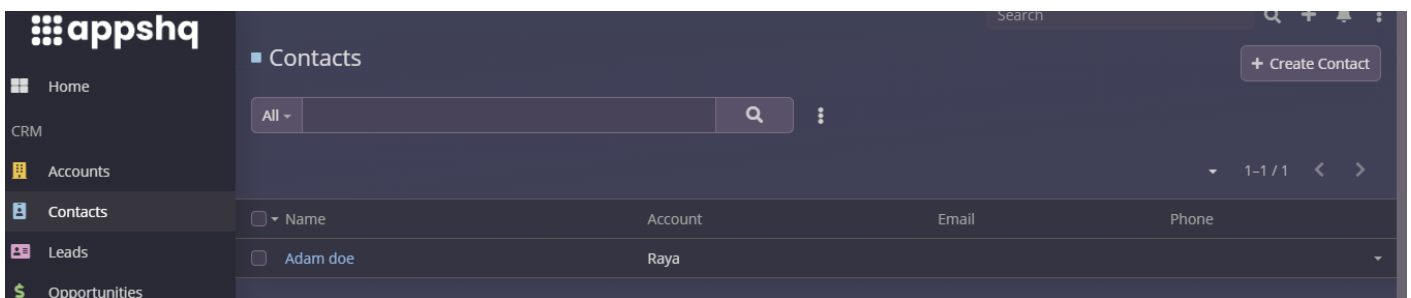 appshq
Search
Contacts
+ Create Contact
Home
All
CRM
Accounts
1–1 / 1
Contacts
Name Account Email Phone
Leads
Adam doe Raya
Opportunities